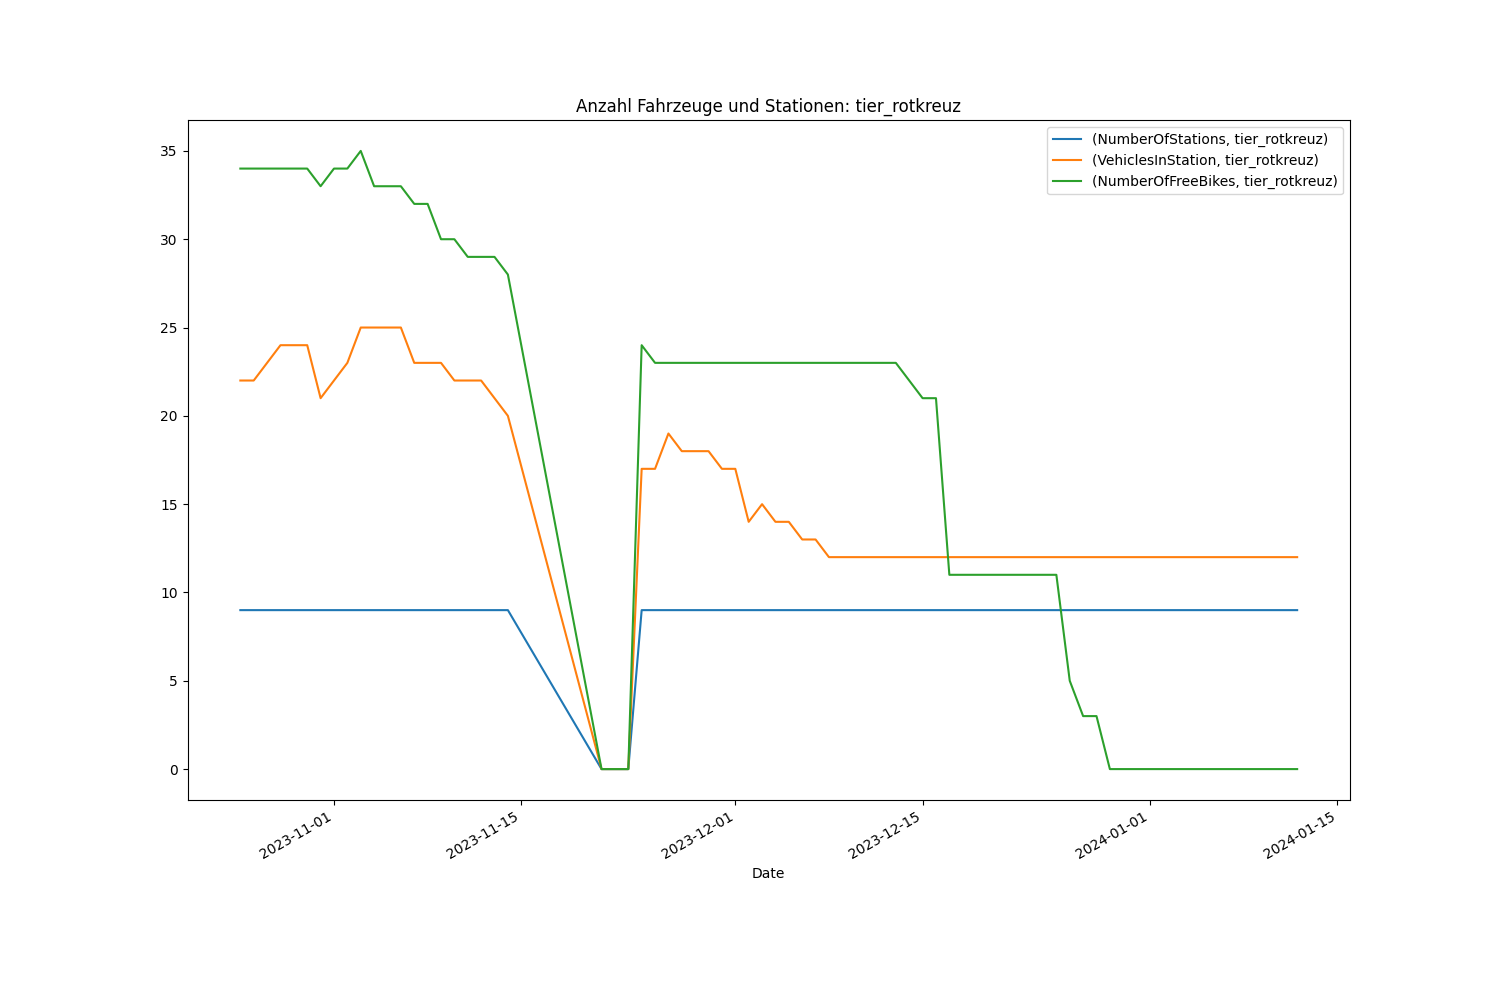 Anzahl Fahrzeuge und Stationen: tier_rotkreuz
(NumberOfStations, tier_rotkreuz)
(VehiclesInStation, tier_rotkreuz)
(NumberOfFreeBikes, tier_rotkreuz)
35
30
25
20
15
10
5
0
2023-11-01
2023-11-15
2023-12-01
2023-12-15
2024-01-01
2024-01-15
Date